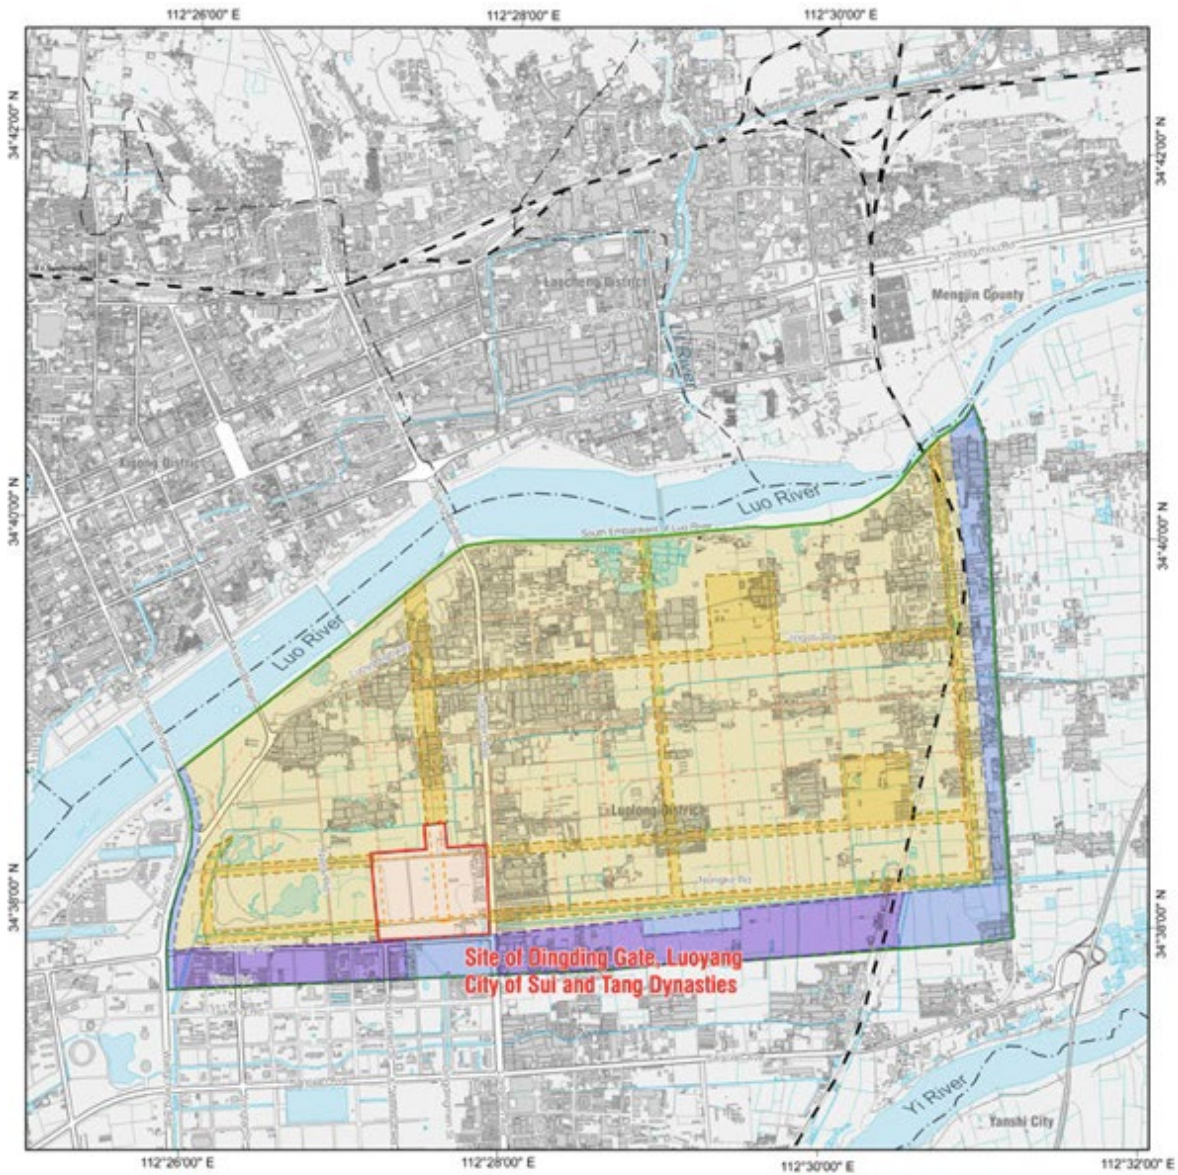 112°26'00" E
112°28'00" E
112°30'00" E
34°42'00" N
34°42'00" N
Laocheng District
Mengjin County
Xigong District
34°40'00" N
34°40'00" N
Luo River
South Embankment of Luo River
Luo River
Luolong District
34°38'00" N
34°38'00" N
Site of Dingding Gate, Luoyang
City of Sui and Tang Dynasties
Yi River
Yanshi City
112°26'00" E
112°28'00" E
112°30'00" E
112°32'00" E